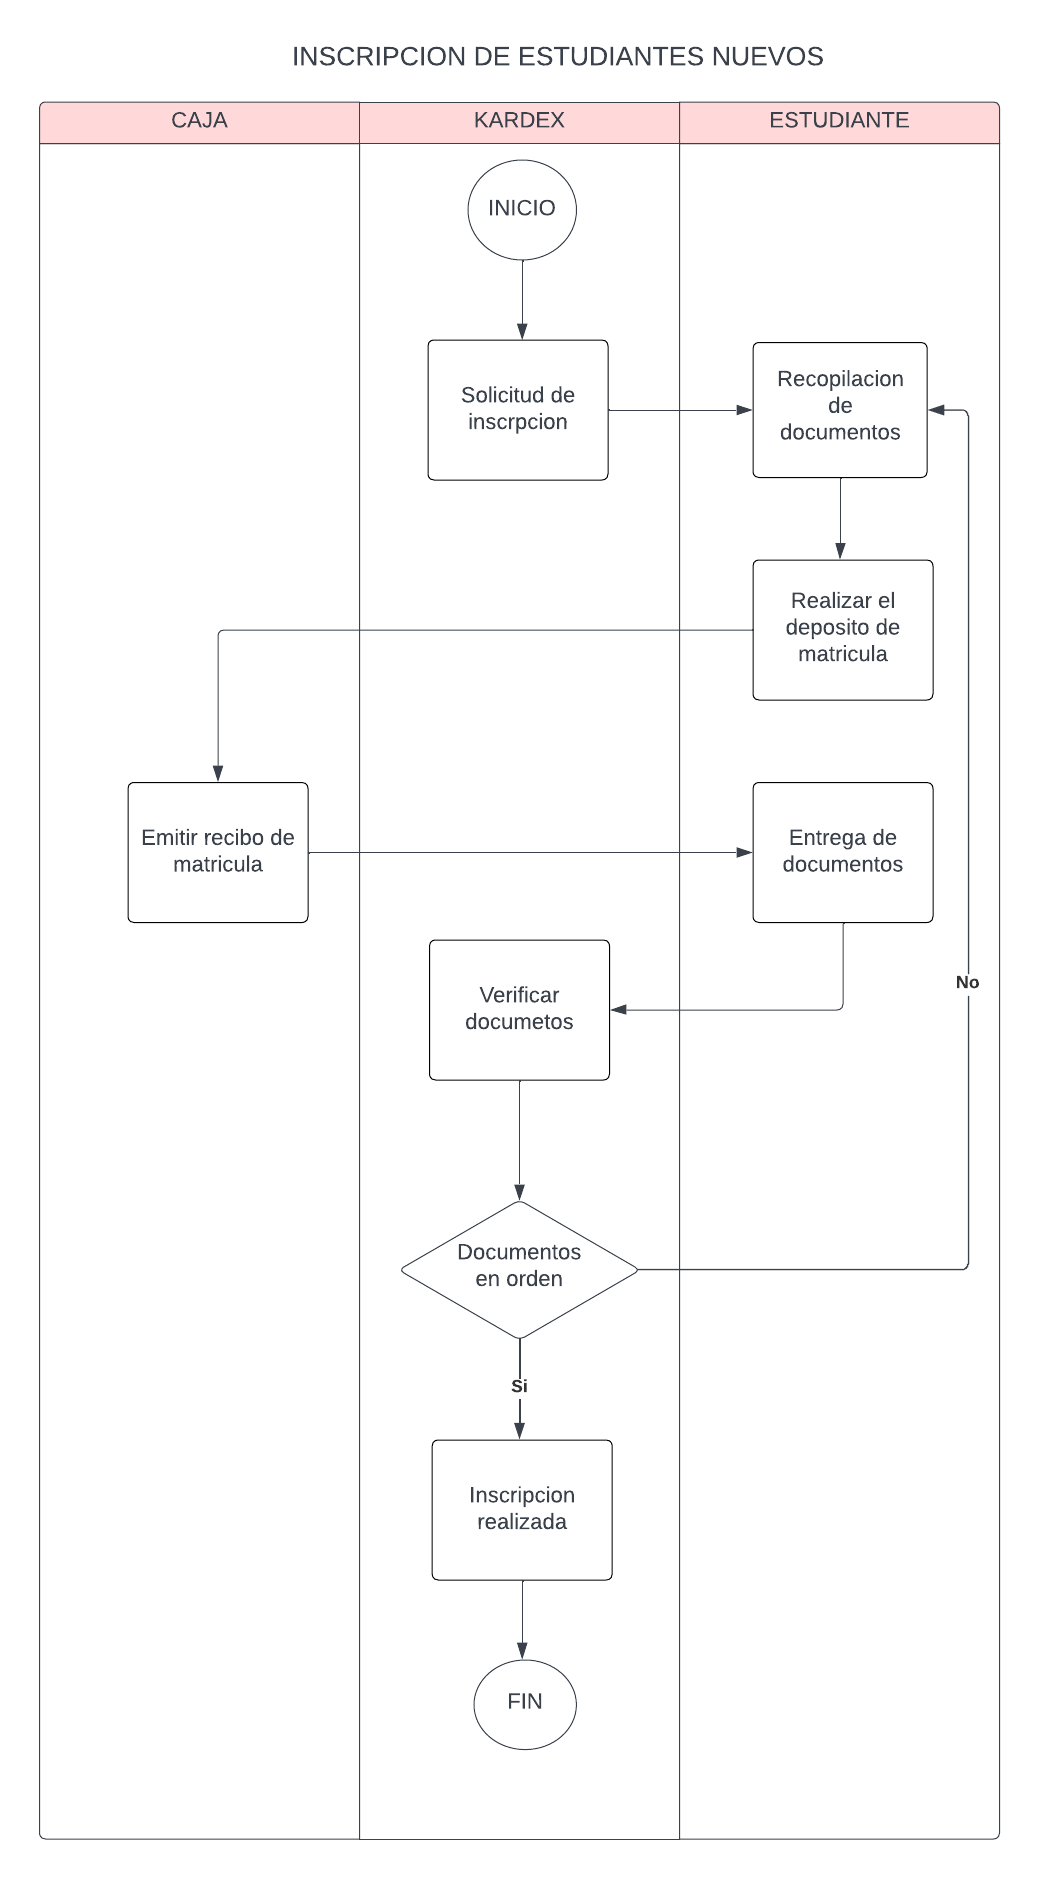 INSCRIPCION DE ESTUDIANTES NUEVOS
CAJA
KARDEX
ESTUDIANTE
INICIO
Solicitud de
inscrpcion
Recopilacion
de
documentos
Realizar el
deposito de
matricula
Emitir recibo de
matricula
Entrega de
documentos
Verificar
documetos
No
Documentos
en orden
Si
Inscripcion
realizada
FIN